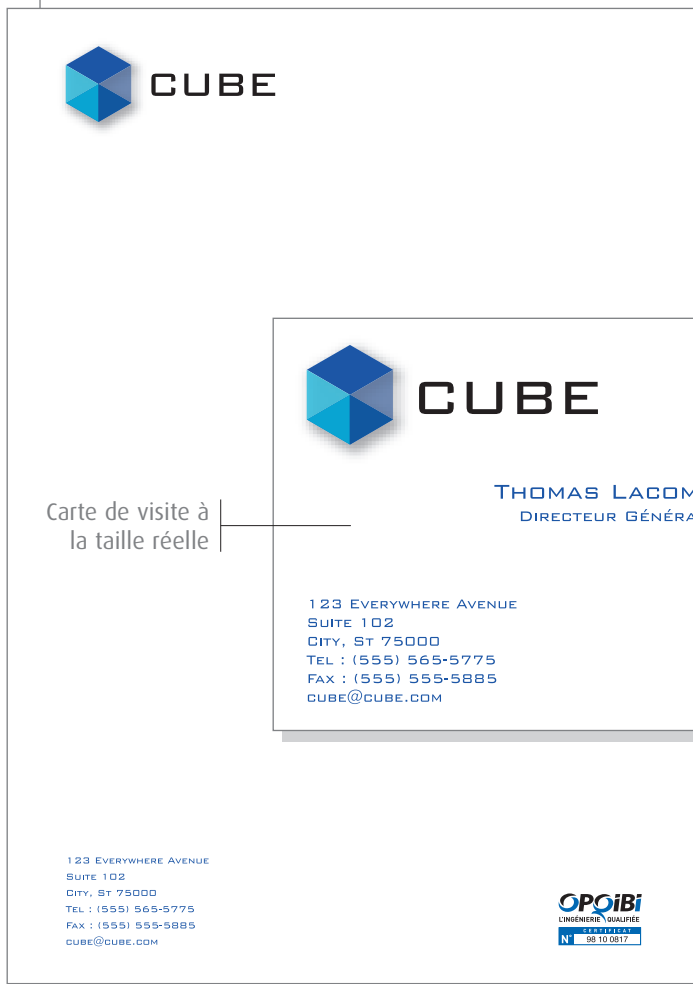 CUBE
CUBE
Thomas Lacom
Directeur Généra
Carte de visite à
la taille réelle
123 Everywhere Avenue
Suite 102
City, St 75000
Tel : (555) 565-5775
Fax : (555) 555-5885
cube@cube.com
123 Everywhere Avenue
Suite 102
City, St 75000
Tel : (555) 565-5775
Fax : (555) 555-5885
cube@cube.com
OPQiBi
L'INGÉNIERIE QUALIFIÉE
CERTIFICAT
N° 98 10 0817